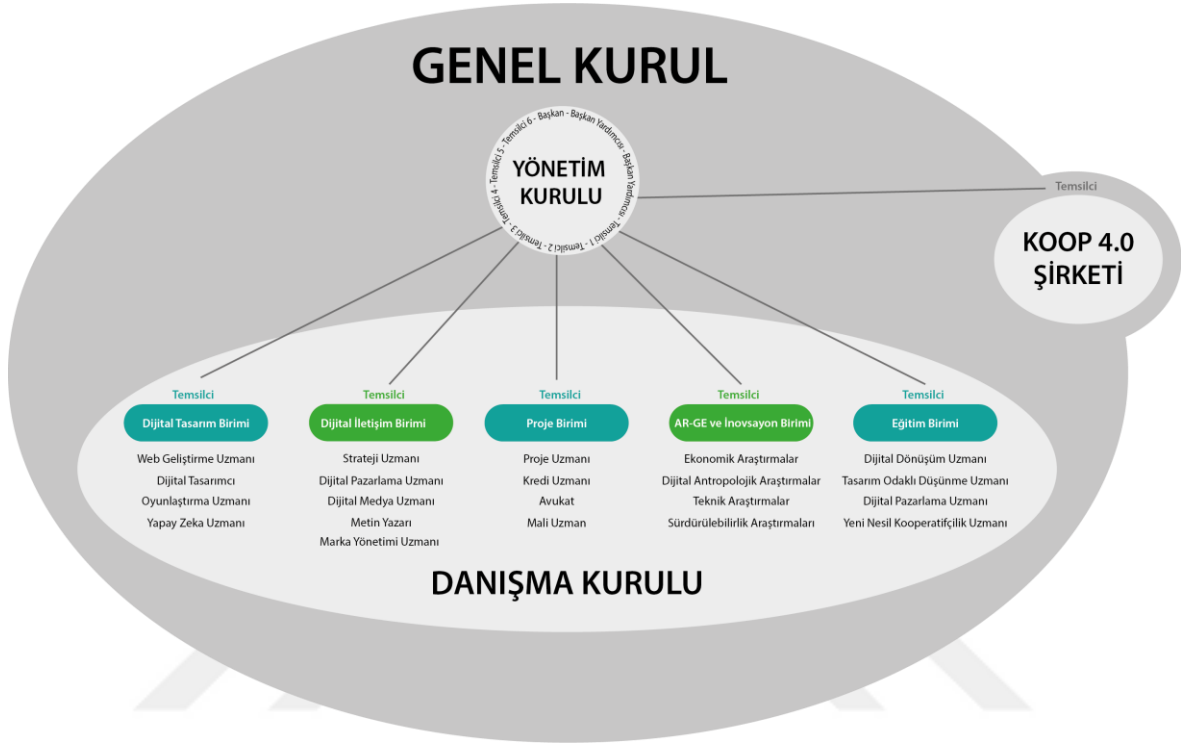 GENEL KURUL
Başkan - Başkan Yardımcısı - Başkan Yardımcısı - Temsilci 1 - Temsilci 2 - Temsilci 3 - Temsilci 4 - Temsilci 5 - Temsilci 6 -
YÖNETİM
KURULU
Temsilci
KOOP 4.0
ŞİRKETİ
Temsilci
Dijital Tasarım Birimi
Web Geliştirme Uzmanı
Dijital Tasarımcı
Oyunlaştırma Uzmanı
Yapay Zeka Uzmanı
Temsilci
Dijital İletişim Birimi
Strateji Uzmanı
Dijital Pazarlama Uzmanı
Dijital Medya Uzmanı
Metin Yazarı
Marka Yönetimi Uzmanı
Temsilci
Proje Birimi
Proje Uzmanı
Kredi Uzmanı
Avukat
Mali Uzman
Temsilci
AR-GE ve İnovsayon Birimi
Ekonomik Araştırmalar
Dijital Antropolojik Araştırmalar
Teknik Araştırmalar
Sürdürülebilirlik Araştırmaları
Temsilci
Eğitim Birimi
Dijital Dönüşüm Uzmanı
Tasarım Odaklı Düşünme Uzmanı
Dijital Pazarlama Uzmanı
Yeni Nesil Kooperatifçilik Uzmanı
DANIŞMA KURULU